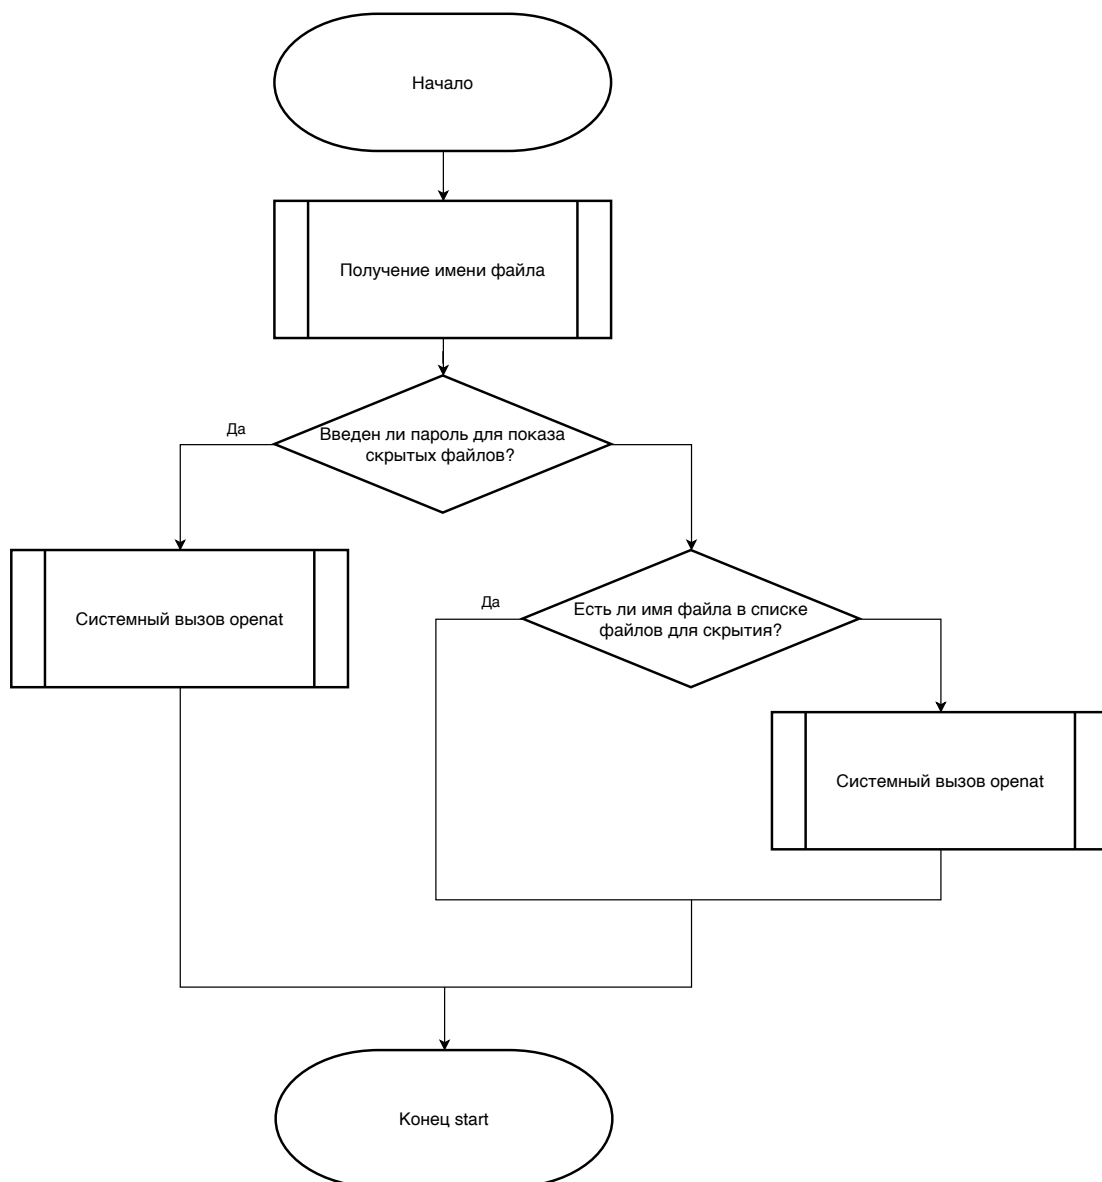 Начало
Получение имени файла
Да
Введен ли пароль для показа
скрытых файлов?
Системный вызов openat
Да
Есть ли имя файла в списке
файлов для скрытия?
Системный вызов openat
Конец start